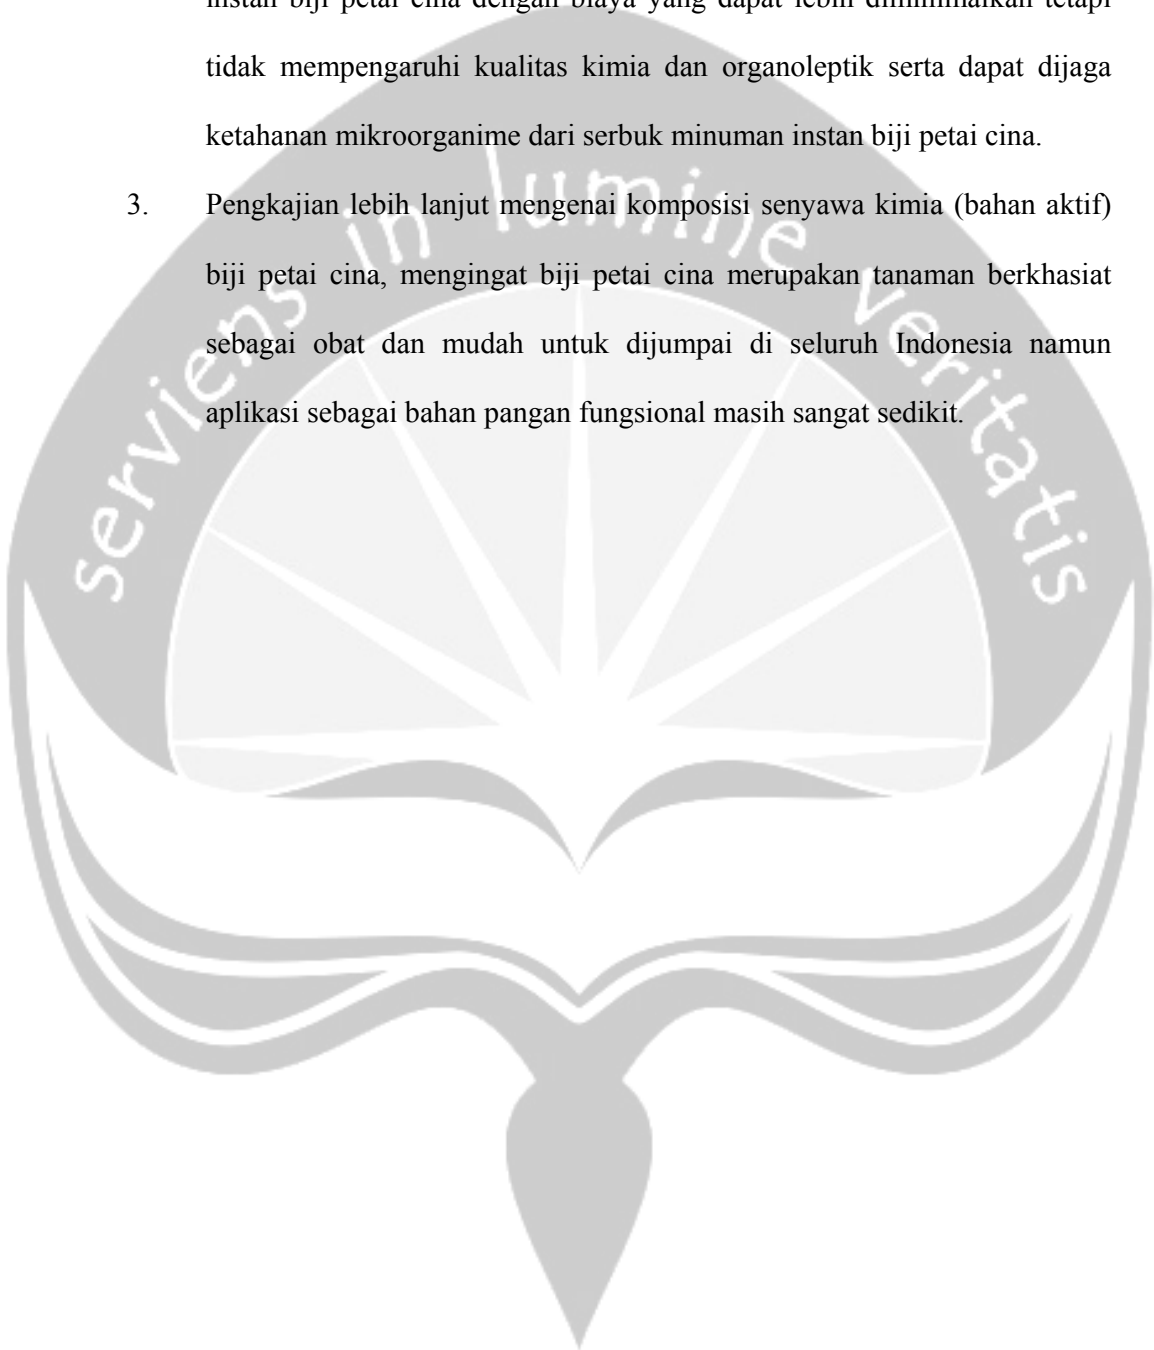 instan biji petai cina dengan biaya yang dapat lebih diminimalkan tetapi
tidak mempengaruhi kualitas kimia dan organoleptik serta dapat dijaga
ketahanan mikroorganime dari serbuk minuman instan biji petai cina.
3. Pengkajian lebih lanjut mengenai komposisi senyawa kimia (bahan aktif)
biji petai cina, mengingat biji petai cina merupakan tanaman berkhasiat
sebagai obat dan mudah untuk dijumpai di seluruh Indonesia namun
aplikasi sebagai bahan pangan fungsional masih sangat sedikit.
serviens in lumine veritatis